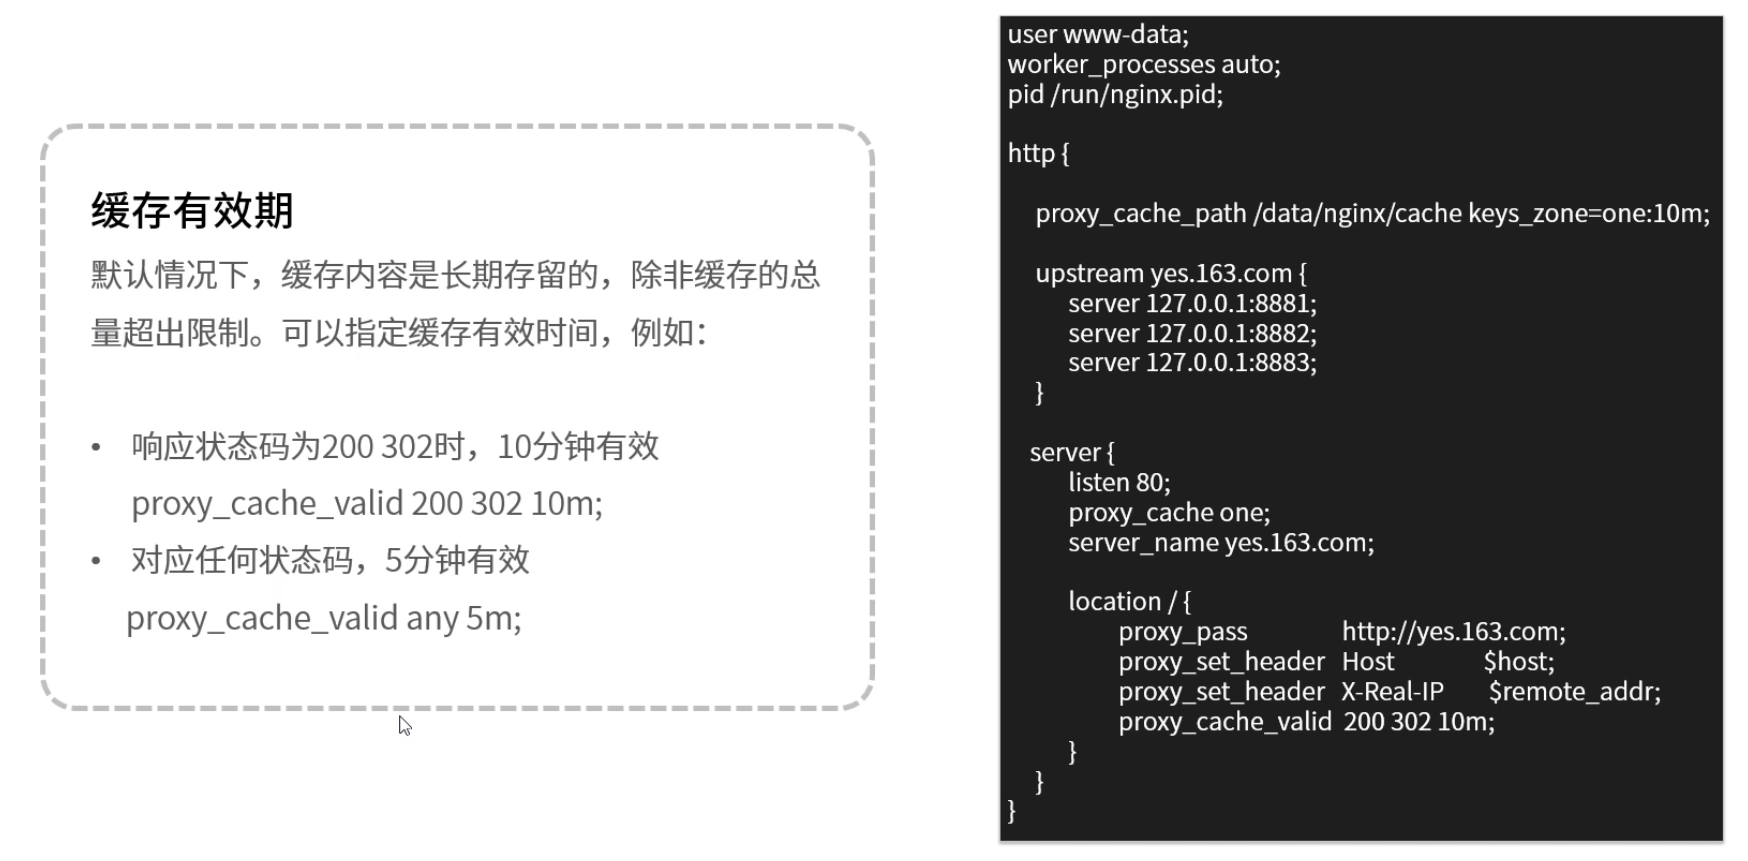 缓存有效期
默认情况下，缓存内容是长期存留的，除非缓存的总
量超出限制。可以指定缓存有效时间，例如：
• 响应状态码为200 302时，10分钟有效
proxy_cache_valid 200 302 10m;
• 对应任何状态码，5分钟有效
proxy_cache_valid any 5m;
user www-data;
worker_processes auto;
pid /run/nginx.pid;
http {
proxy_cache_path /data/nginx/cache keys_zone=one:10m;
upstream yes.163.com {
server 127.0.0.1:8881;
server 127.0.0.1:8882;
server 127.0.0.1:8883;
}
server {
listen 80;
proxy_cache one;
server_name yes.163.com;
location / {
proxy_pass http://yes.163.com;
proxy_set_header Host $host;
proxy_set_header X-Real-IP $remote_addr;
proxy_cache_valid 200 302 10m;
}
}
}